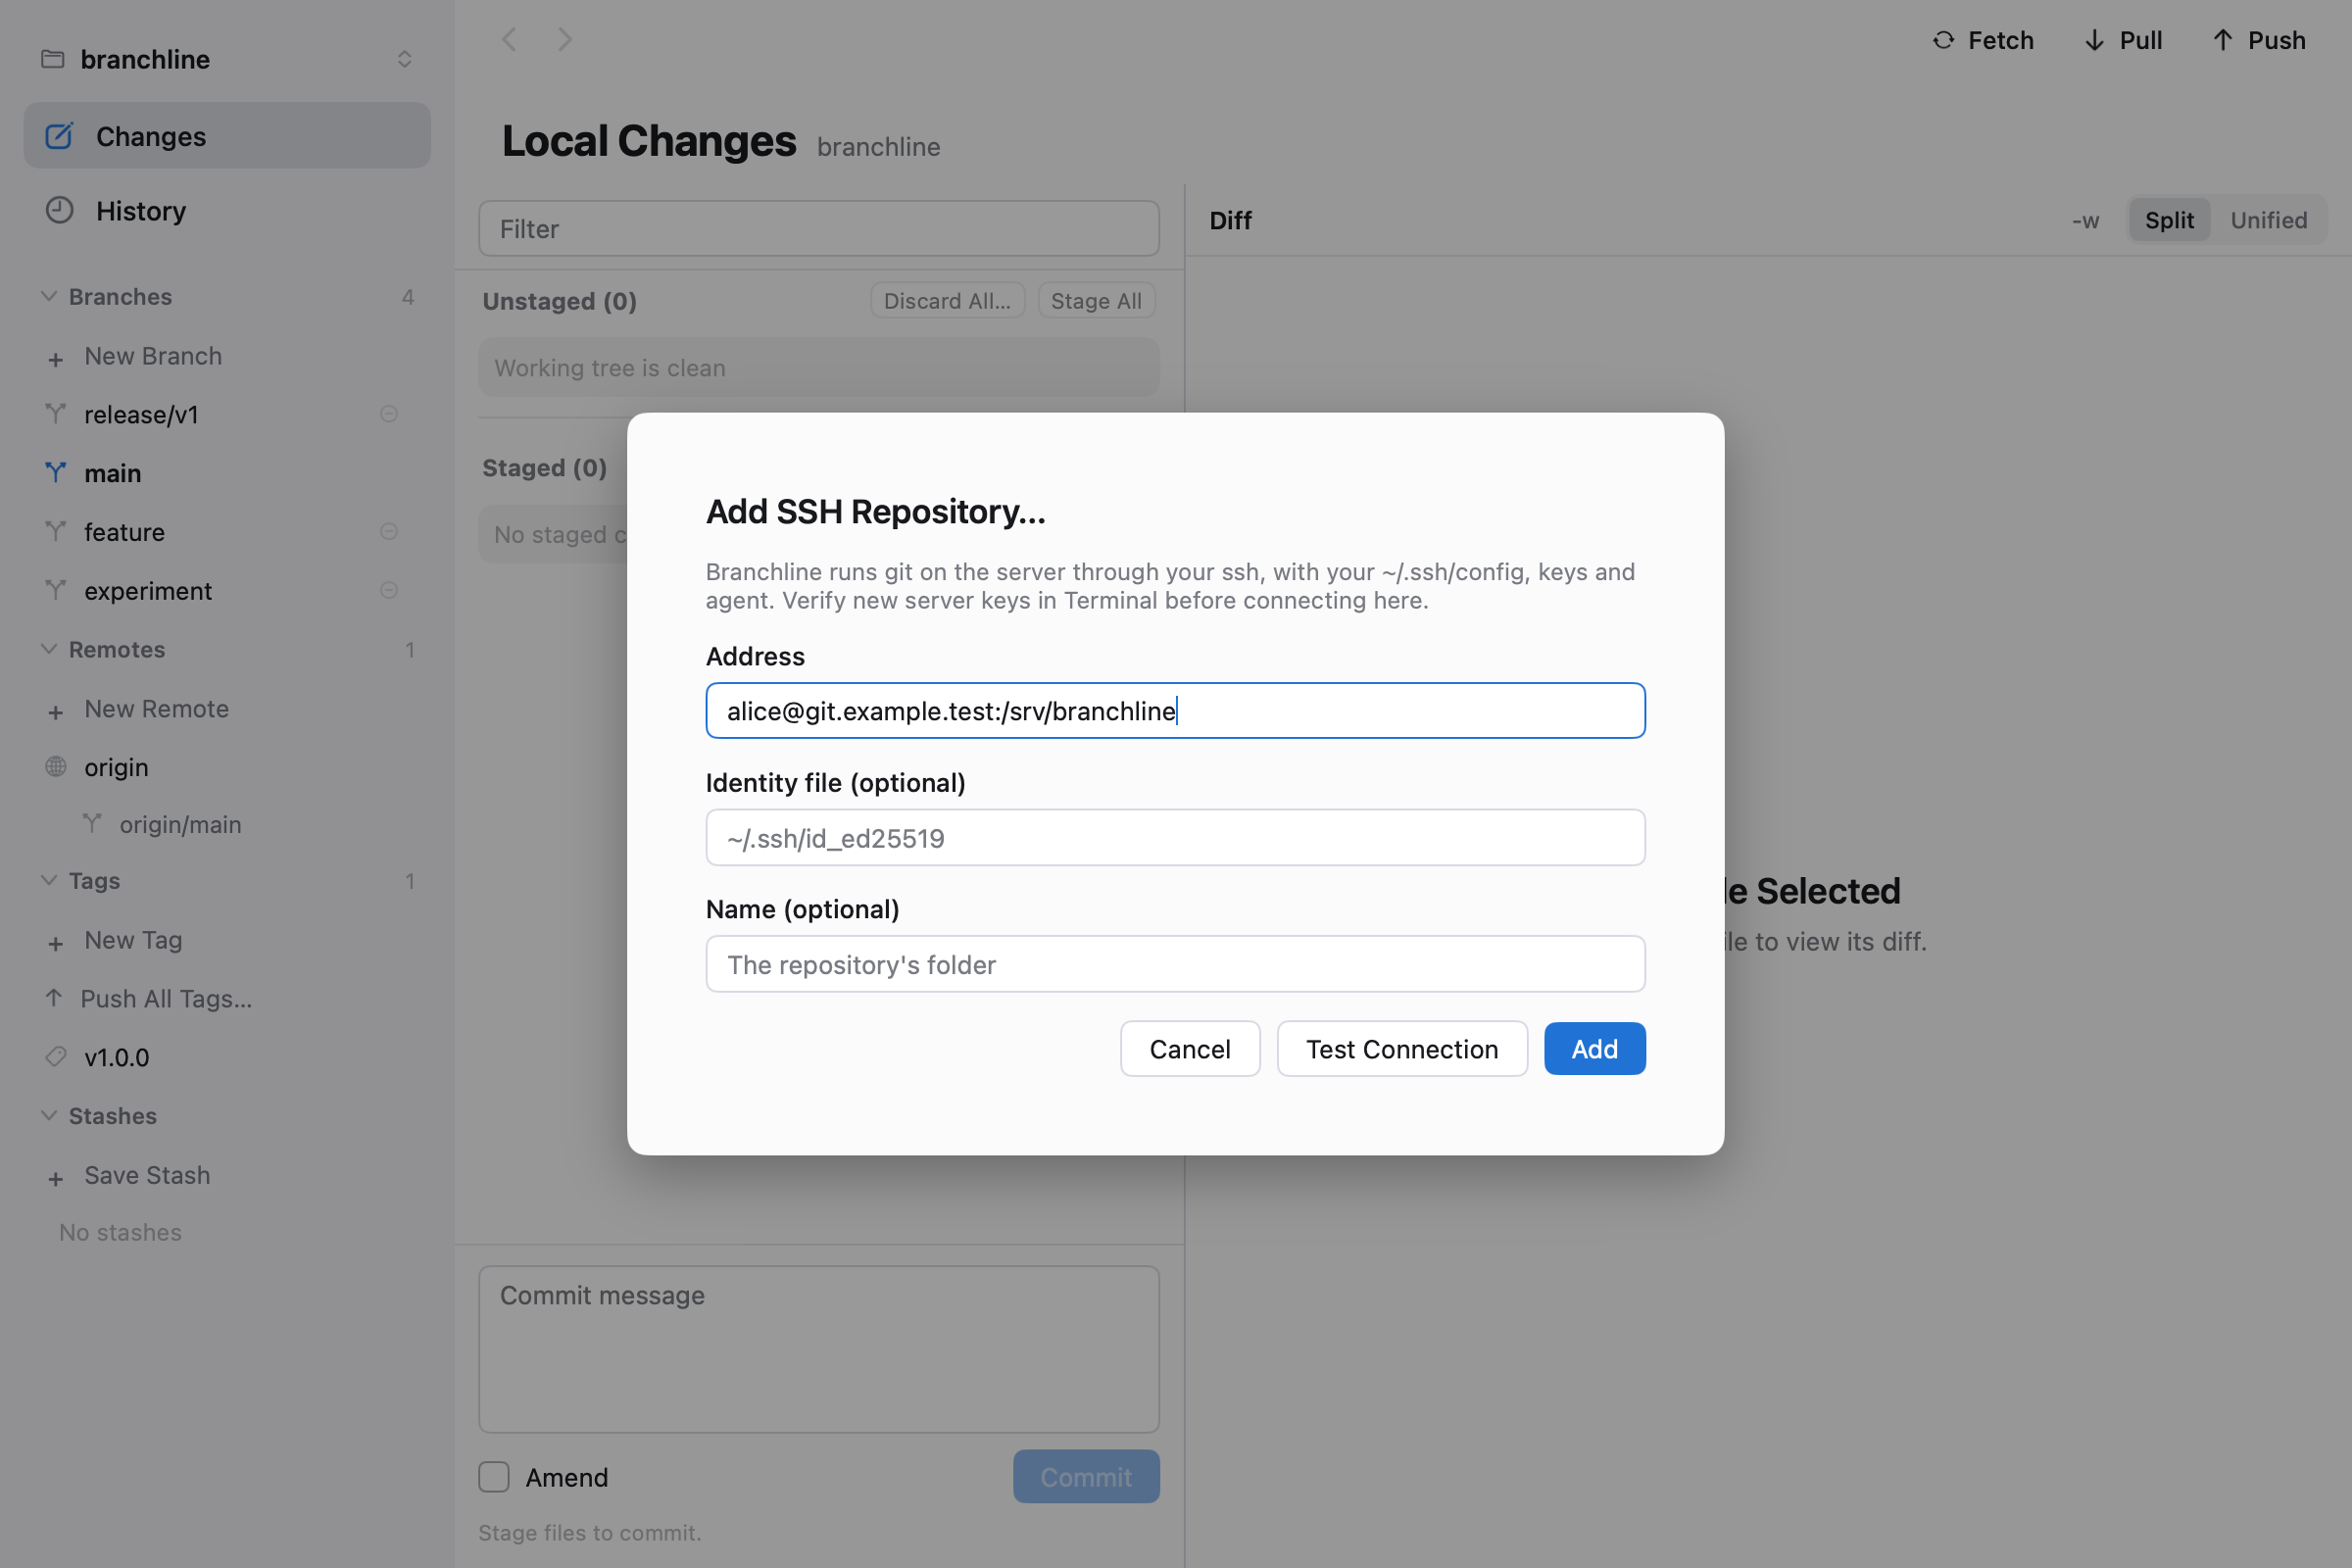 branchline
Changes
History
Branches 4
+ New Branch
release/v1
main
feature
experiment
Remotes 1
+ New Remote
origin
origin/main
Tags 1
+ New Tag
Push All Tags...
v1.0.0
Stashes
+ Save Stash
No stashes
Fetch Pull Push
Local Changes branchline
Filter
Unstaged (0) Discard All... Stage All
Working tree is clean
Staged (0)
No staged
Diff -w Split Unified
Selected
to view its diff.
Add SSH Repository...
Branchline runs git on the server through your ssh, with your ~/.ssh/config, keys and
agent. Verify new server keys in Terminal before connecting here.
Address
alice@git.example.test:/srv/branchline
Identity file (optional)
~/.ssh/id_ed25519
Name (optional)
The repository's folder
Cancel Test Connection Add
Commit message
Amend Commit
Stage files to commit.